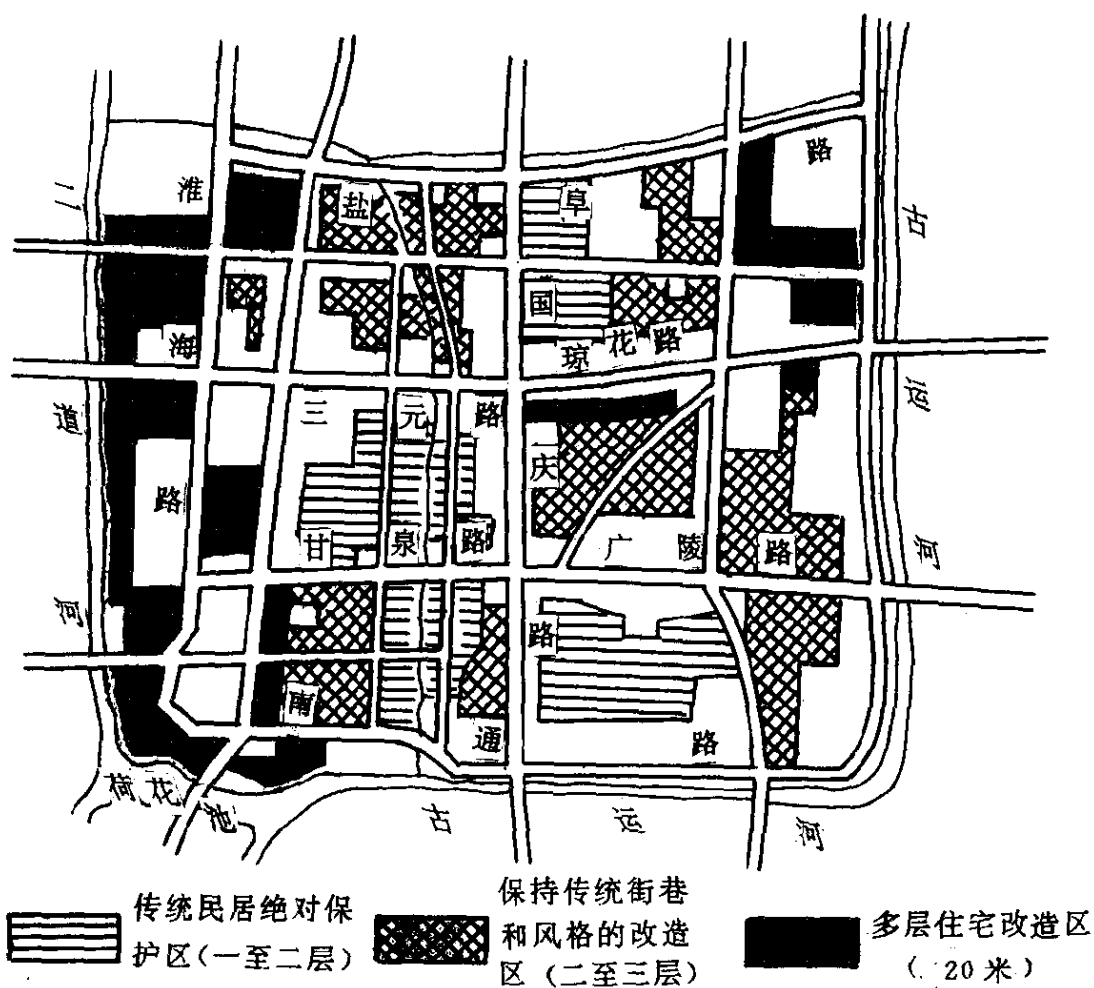 盐阜路
淮海路
二道河
古运河
国庆路
琼花路
三元路
甘泉路
广陵路
南通路
荷花池
古运河
传统民居绝对保
护区(一至二层)
保持传统街巷
和风格的改造
区(二至三层)
多层住宅改造区
(20米)